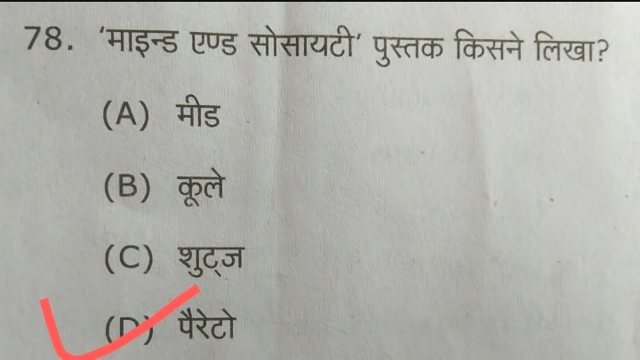 78. 'माइन्ड एण्ड सोसायटी' पुस्तक किसने लिखा?
(A) मीड
(B) कूले
(C) शुट्ज
(D) पैरेटो